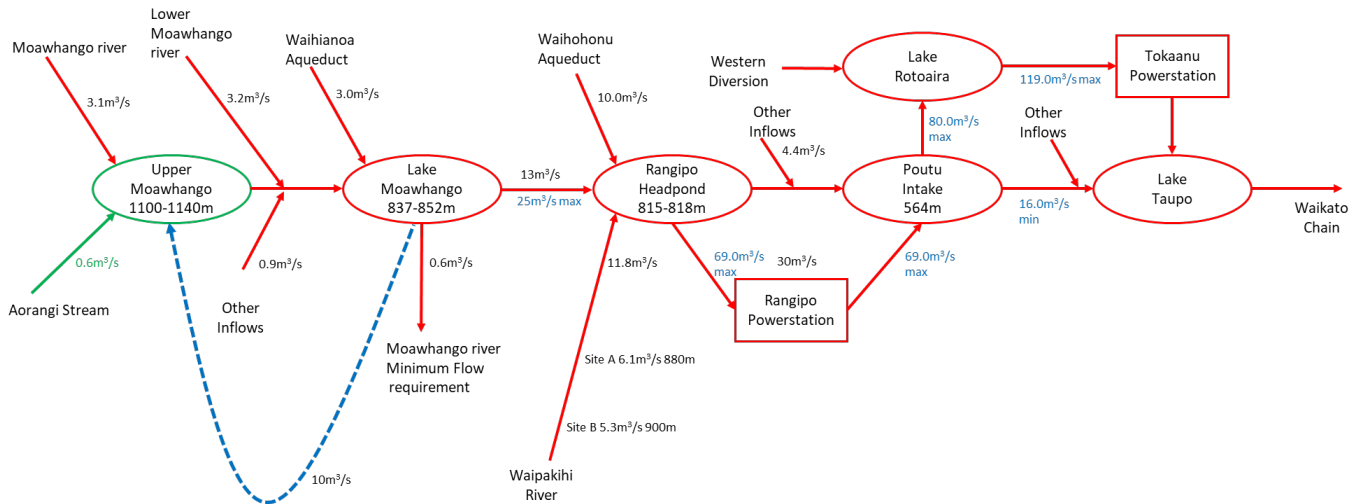 Lower
Moawhango
river
Moawhango river
Waihianoa
Aqueduct
Waihohonu
Aqueduct
Western
Diversion
Lake
Rotoaira
119.0m³/s max
Tokaanu
Powerstation
3.1m³/s
3.2m³/s
3.0m³/s
10.0m³/s
Other
Inflows
4.4m³/s
80.0m³/s
max
Other
Inflows
Upper
Moawhango
1100-1140m
Lake
Moawhango
837-852m
13m³/s
25m³/s max
Rangipo
Headpond
815-818m
Poutu
Intake
564m
16.0m³/s
min
Lake
Taupo
Waikato
Chain
0.6m³/s
Aorangi Stream
0.9m³/s
Other
Inflows
0.6m³/s
Moawhango river
Minimum Flow
requirement
11.8m³/s
69.0m³/s
max
30m³/s
Rangipo
Powerstation
69.0m³/s
max
Site A 6.1m³/s 880m
Site B 5.3m³/s 900m
Waipakihi
River
10m³/s